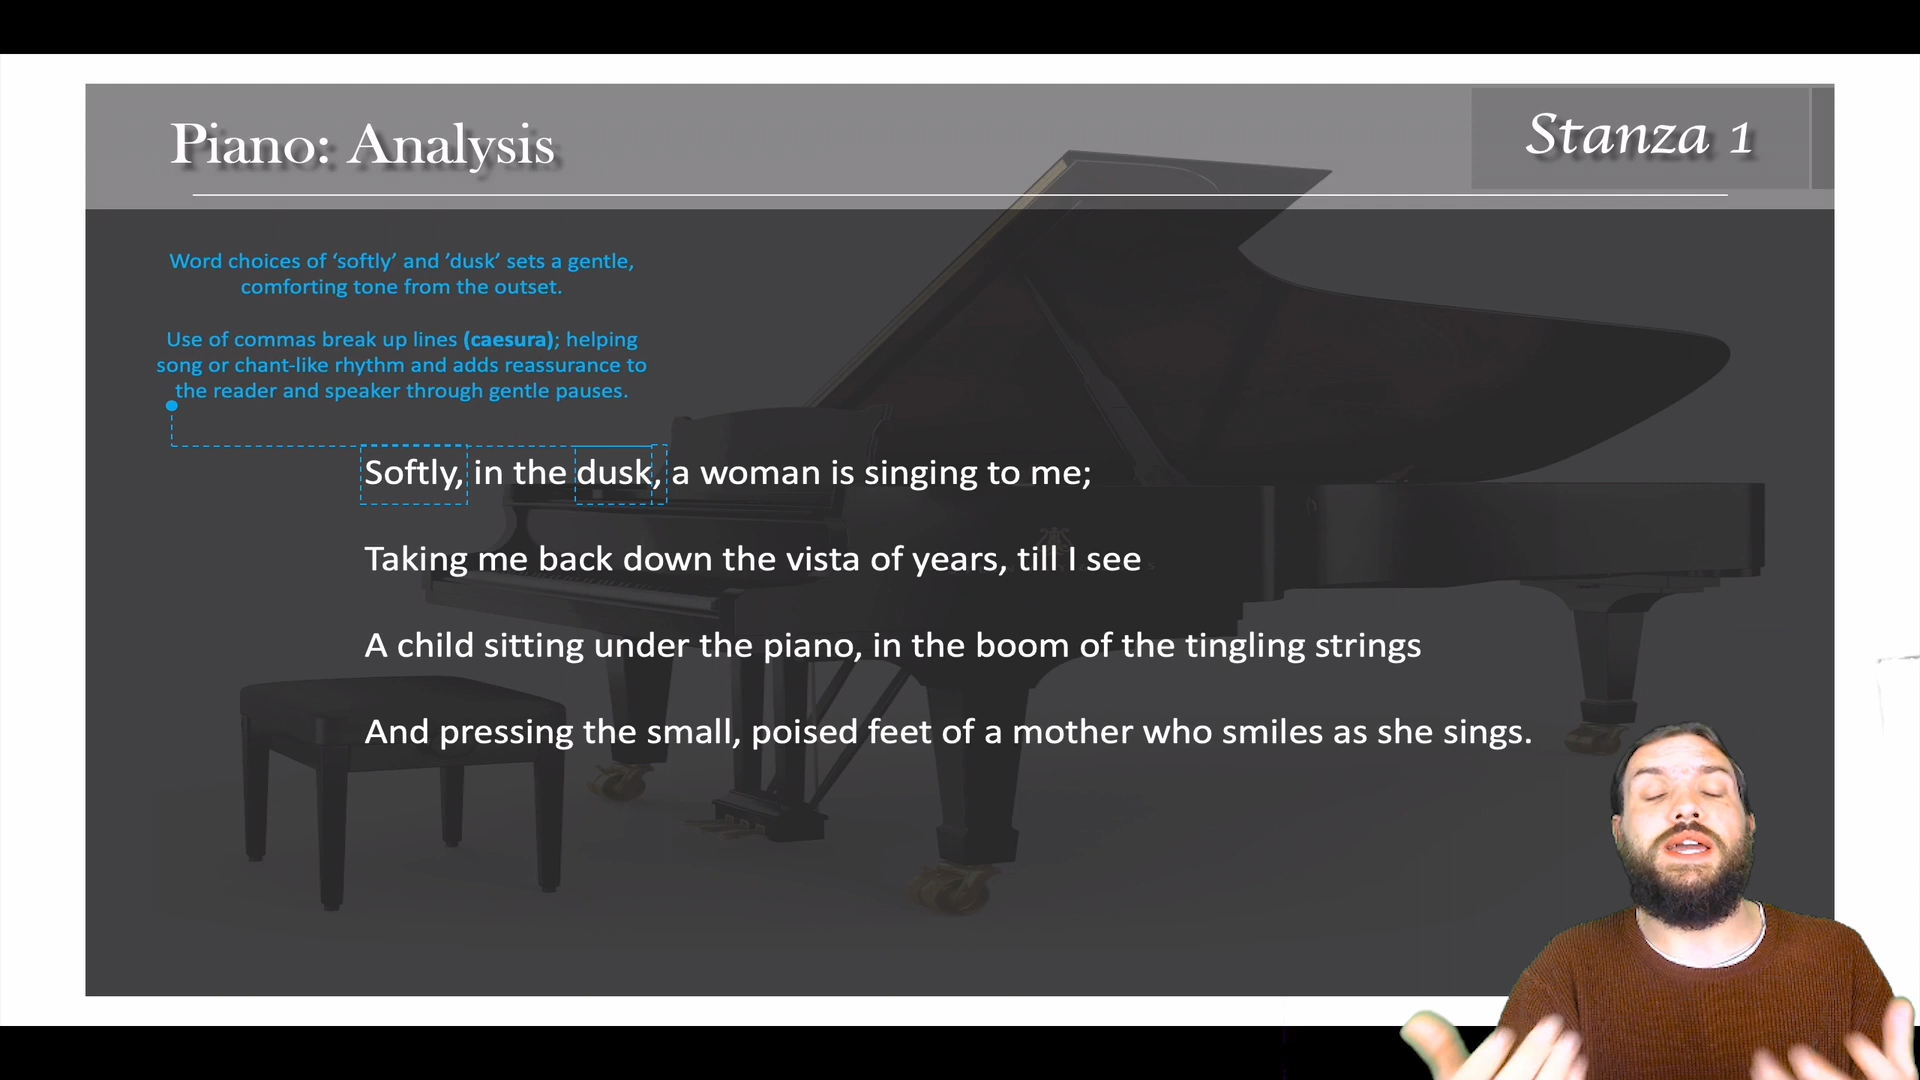 Piano: Analysis
Stanza 1
Word choices of ‘softly’ and ’dusk’ sets a gentle,
comforting tone from the outset.
Use of commas break up lines (caesura); helping
song or chant-like rhythm and adds reassurance to
the reader and speaker through gentle pauses.
Softly, in the dusk, a woman is singing to me;
Taking me back down the vista of years, till I see
A child sitting under the piano, in the boom of the tingling strings
And pressing the small, poised feet of a mother who smiles as she sings.